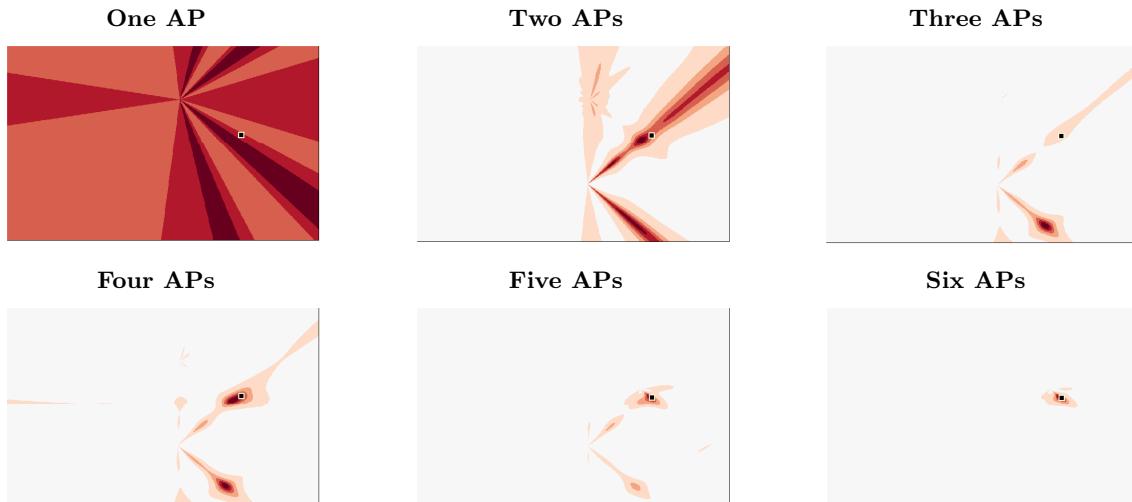 One AP
Two APs
Three APs
Four APs
Five APs
Six APs